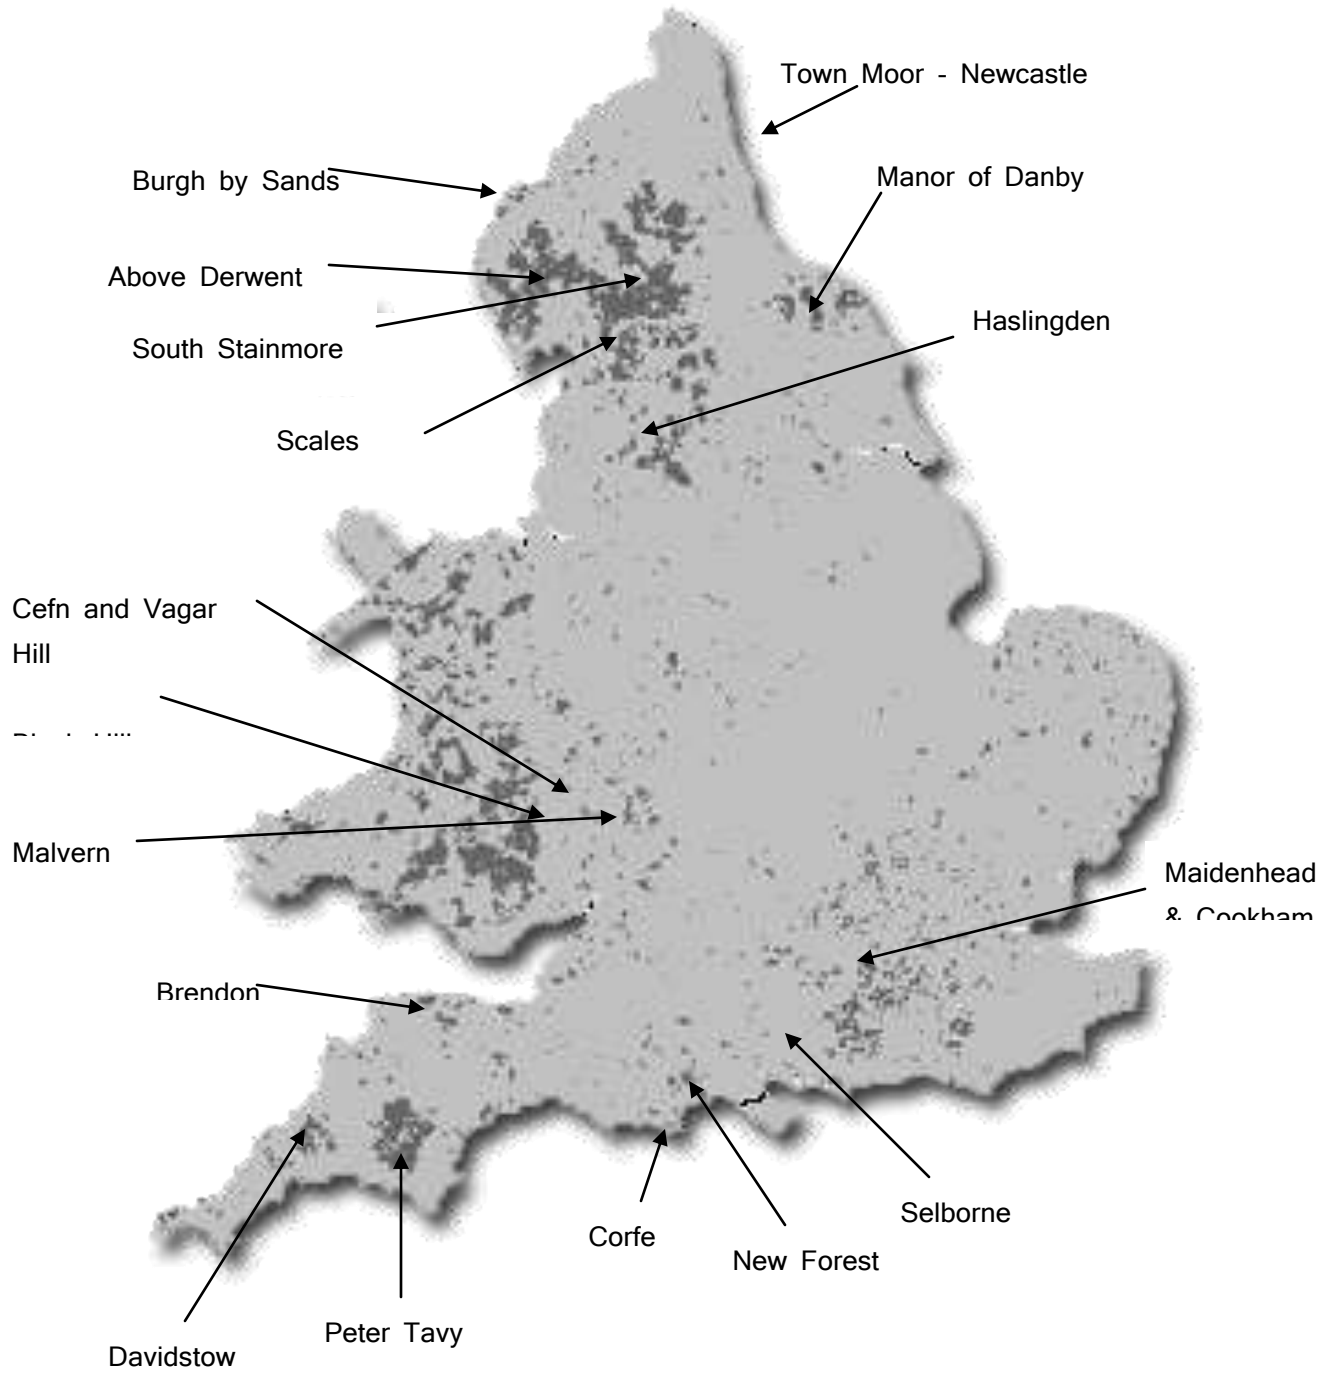 Town Moor - Newcastle
Burgh by Sands
Manor of Danby
Above Derwent
Haslingden
South Stainmore
Scales
Cefn and Vagar
Hill
Malvern
Maidenhead
& Cookham
Brendon
Selborne
Corfe
New Forest
Peter Tavy
Davidstow